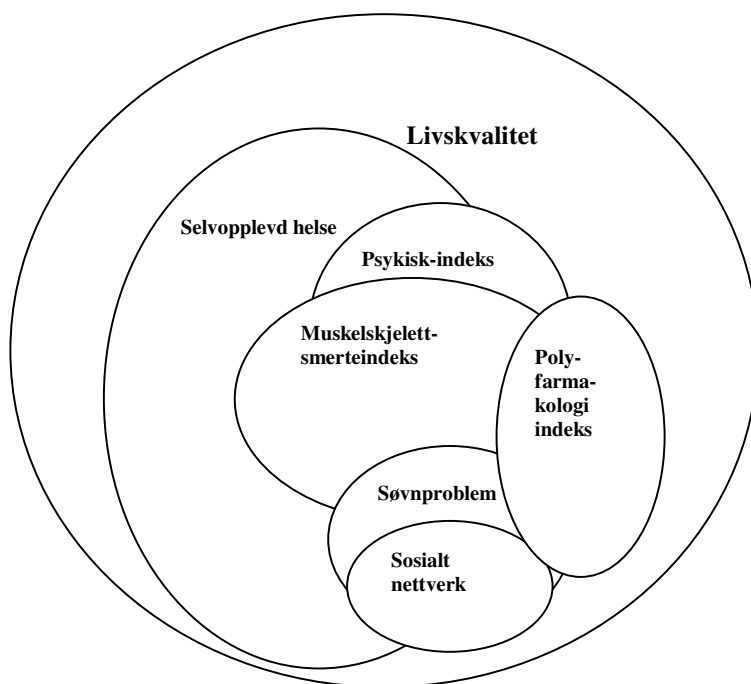 Livskvalitet
Selvopplevd helse
Psykisk-indeks
Muskelskjelett-
smerteindeks
Poly-
farma-
kologi
indeks
Søvnproblem
Sosialt
nettverk